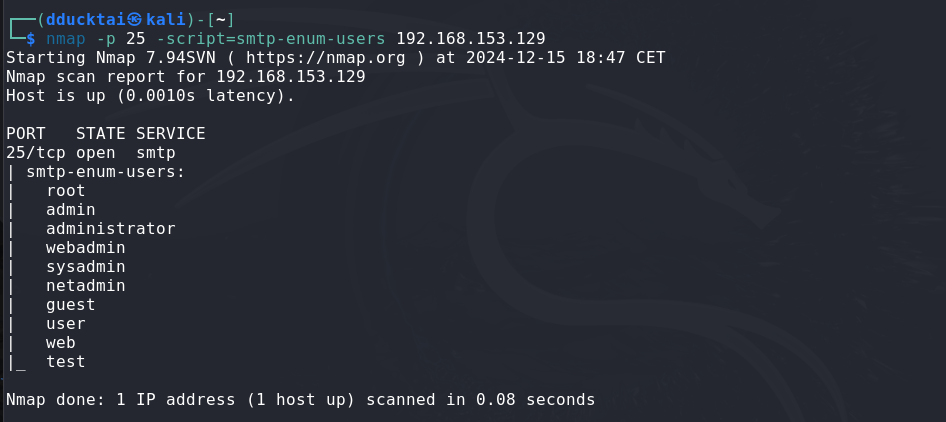 ┌──(dducktai㉿kali)-[~]
└─$ nmap -p 25 -script=smtp-enum-users 192.168.153.129
Starting Nmap 7.94SVN ( https://nmap.org ) at 2024-12-15 18:47 CET
Nmap scan report for 192.168.153.129
Host is up (0.0010s latency).

PORT   STATE SERVICE
25/tcp open  smtp
| smtp-enum-users:
|   root
|   admin
|   administrator
|   webadmin
|   sysadmin
|   netadmin
|   guest
|   user
|   web
|_  test

Nmap done: 1 IP address (1 host up) scanned in 0.08 seconds